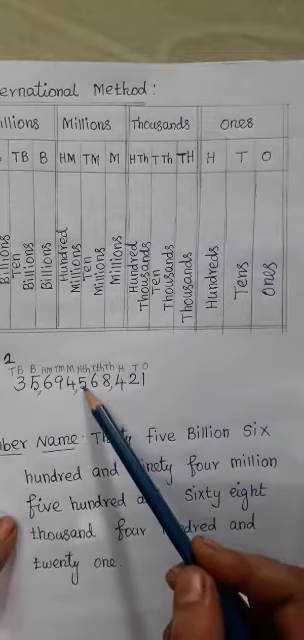 ernational Method :
illions Millions Thousands Ones
TB B HM TM M HTh TTh TH H T O
Billions
Ten Billions
Billions
Hundred Millions
Ten Millions
Millions
Hundred Thousands
Ten Thousands
Thousands
Hundreds
Tens
Ones
2
TB B HM TM M HTh TTh Th H T O
35,694,568,421
ber Name: five Billion Six
hundred and ninety four million
five hundred sixty eight
thousand four and
twenty one.